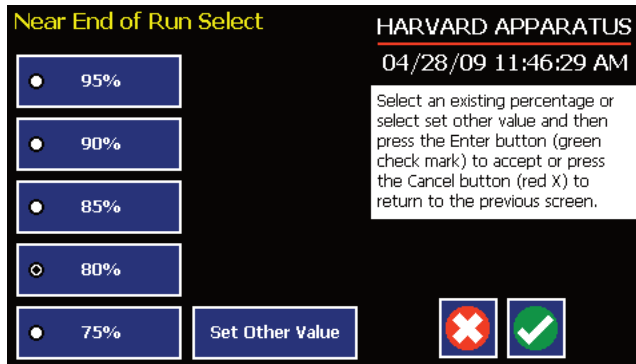 Near End of Run Select
HARVARD APPARATUS
04/28/09 11:46:29 AM
Select an existing percentage or
select set other value and then
press the Enter button (green
check mark) to accept or press
the Cancel button (red X) to
return to the previous screen.
95%
90%
85%
80%
75%
Set Other Value